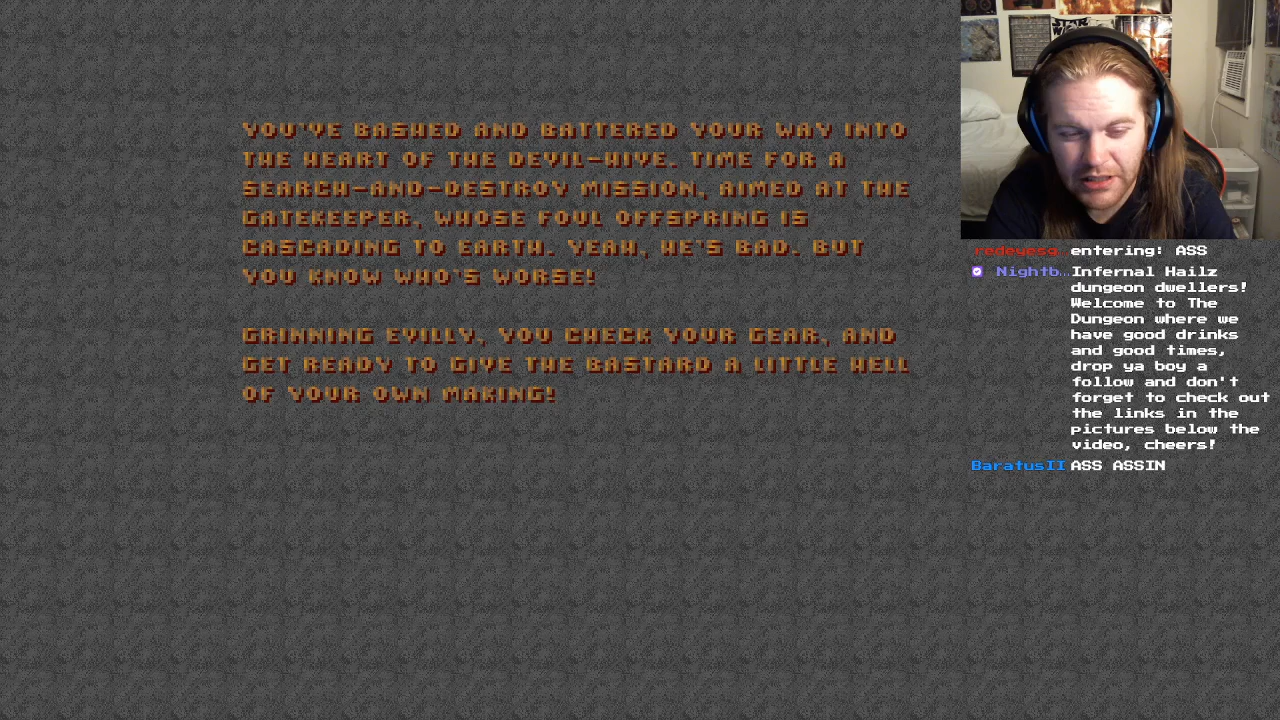 YOU'VE BASHED AND BATTERED YOUR WAY INTO
THE HEART OF THE DEVIL-HIVE. TIME FOR A
SEARCH-AND-DESTROY MISSION, AIMED AT THE
GATEKEEPER, WHOSE FOUL OFFSPRING IS
CASCADING TO EARTH. YEAH, HE'S BAD. BUT
YOU KNOW WHO'S WORSE!
GRINNING EVILLY, YOU CHECK YOUR GEAR, AND
GET READY TO GIVE THE BASTARD A LITTLE HELL
OF YOUR OWN MAKING!
redeyesg… entering: ASS
Nightb… Infernal Hailz
dungeon dwellers!
Welcome to The
Dungeon where we
have good drinks
and good times,
drop ya boy a
follow and don't
forget to check out
the links in the
pictures below the
video, cheers!
BaratusII ASS ASSIN